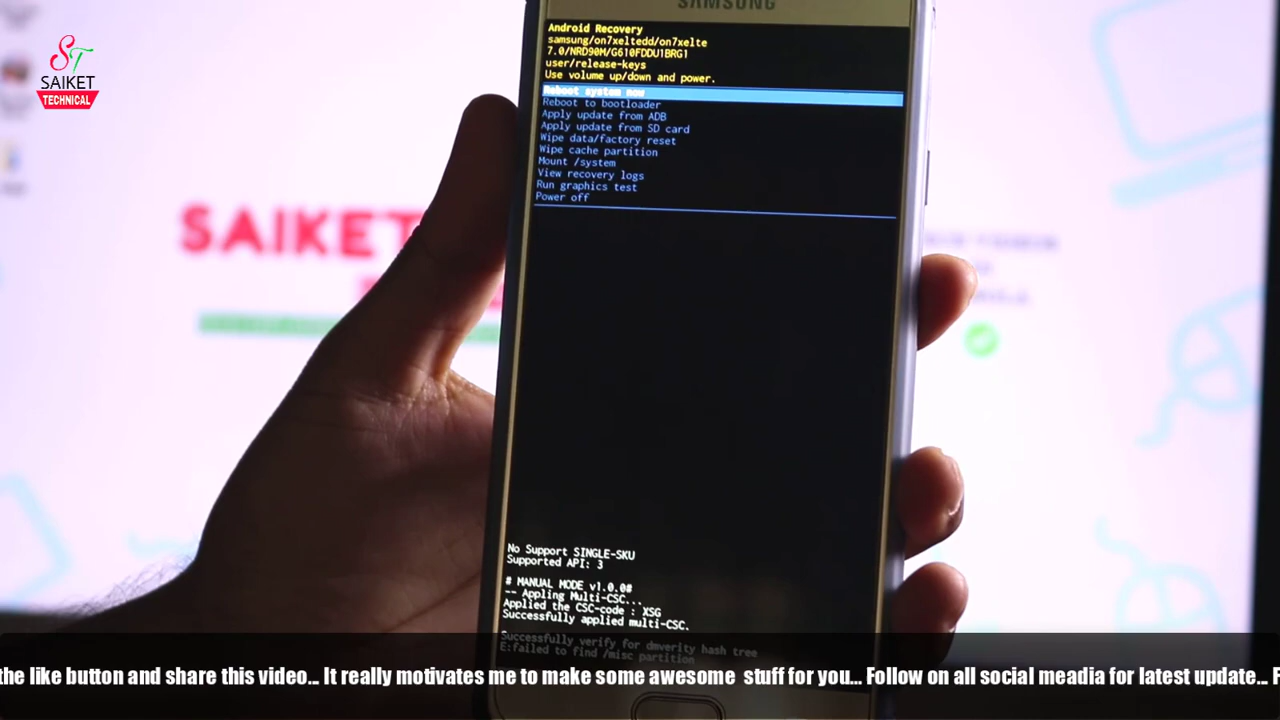 SAMSUNG
ST
SAIKET
TECHNICAL
Android Recovery
samsung/on7xeltedd/on7xelte
7.0/NRD90M/G610FDDU1BRG1
user/release-keys
Use volume up/down and power.
Reboot system now
Reboot to bootloader
Apply update from ADB
Apply update from SD card
Wipe data/factory reset
Wipe cache partition
Mount /system
View recovery logs
Run graphics test
Power off
SAIKET
No Support SINGLE-SKU
Supported API: 3
# MANUAL MODE v1.0.0#
-- Appling Multi-CSC...
Applied the CSC-code : XSG
Successfully applied multi-CSC.
Successfully verify for dmverity hash tree
E:failed to find /misc partition
the like button and share this video... It really motivates me to make some awesome stuff for you... Follow on all social meadia for latest update... F